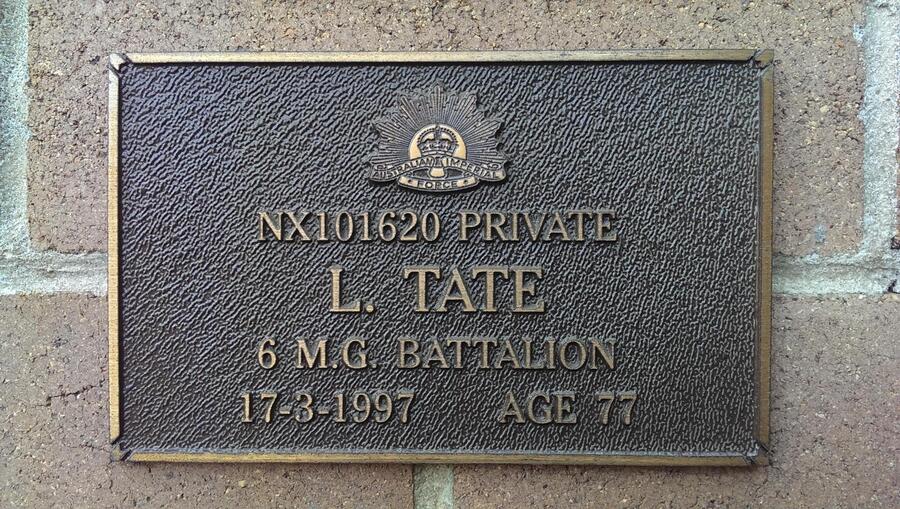 AUSTRALIAN IMPERIAL
FORCE
NX101620 PRIVATE
L. TATE
6 M.G. BATTALION
17-3-1997 AGE 77